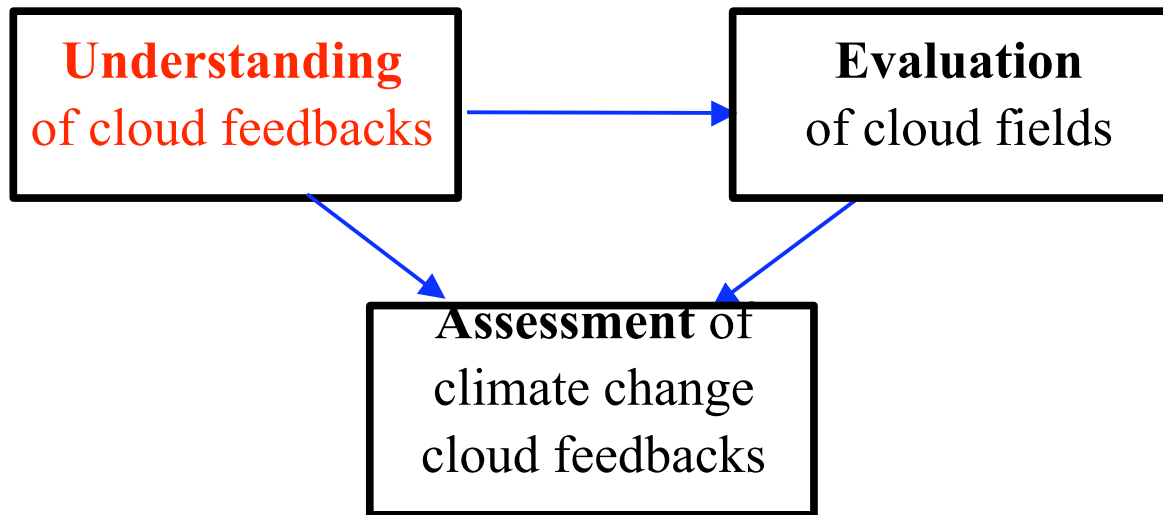 Understanding
of cloud feedbacks
Evaluation
of cloud fields
Assessment of
climate change
cloud feedbacks